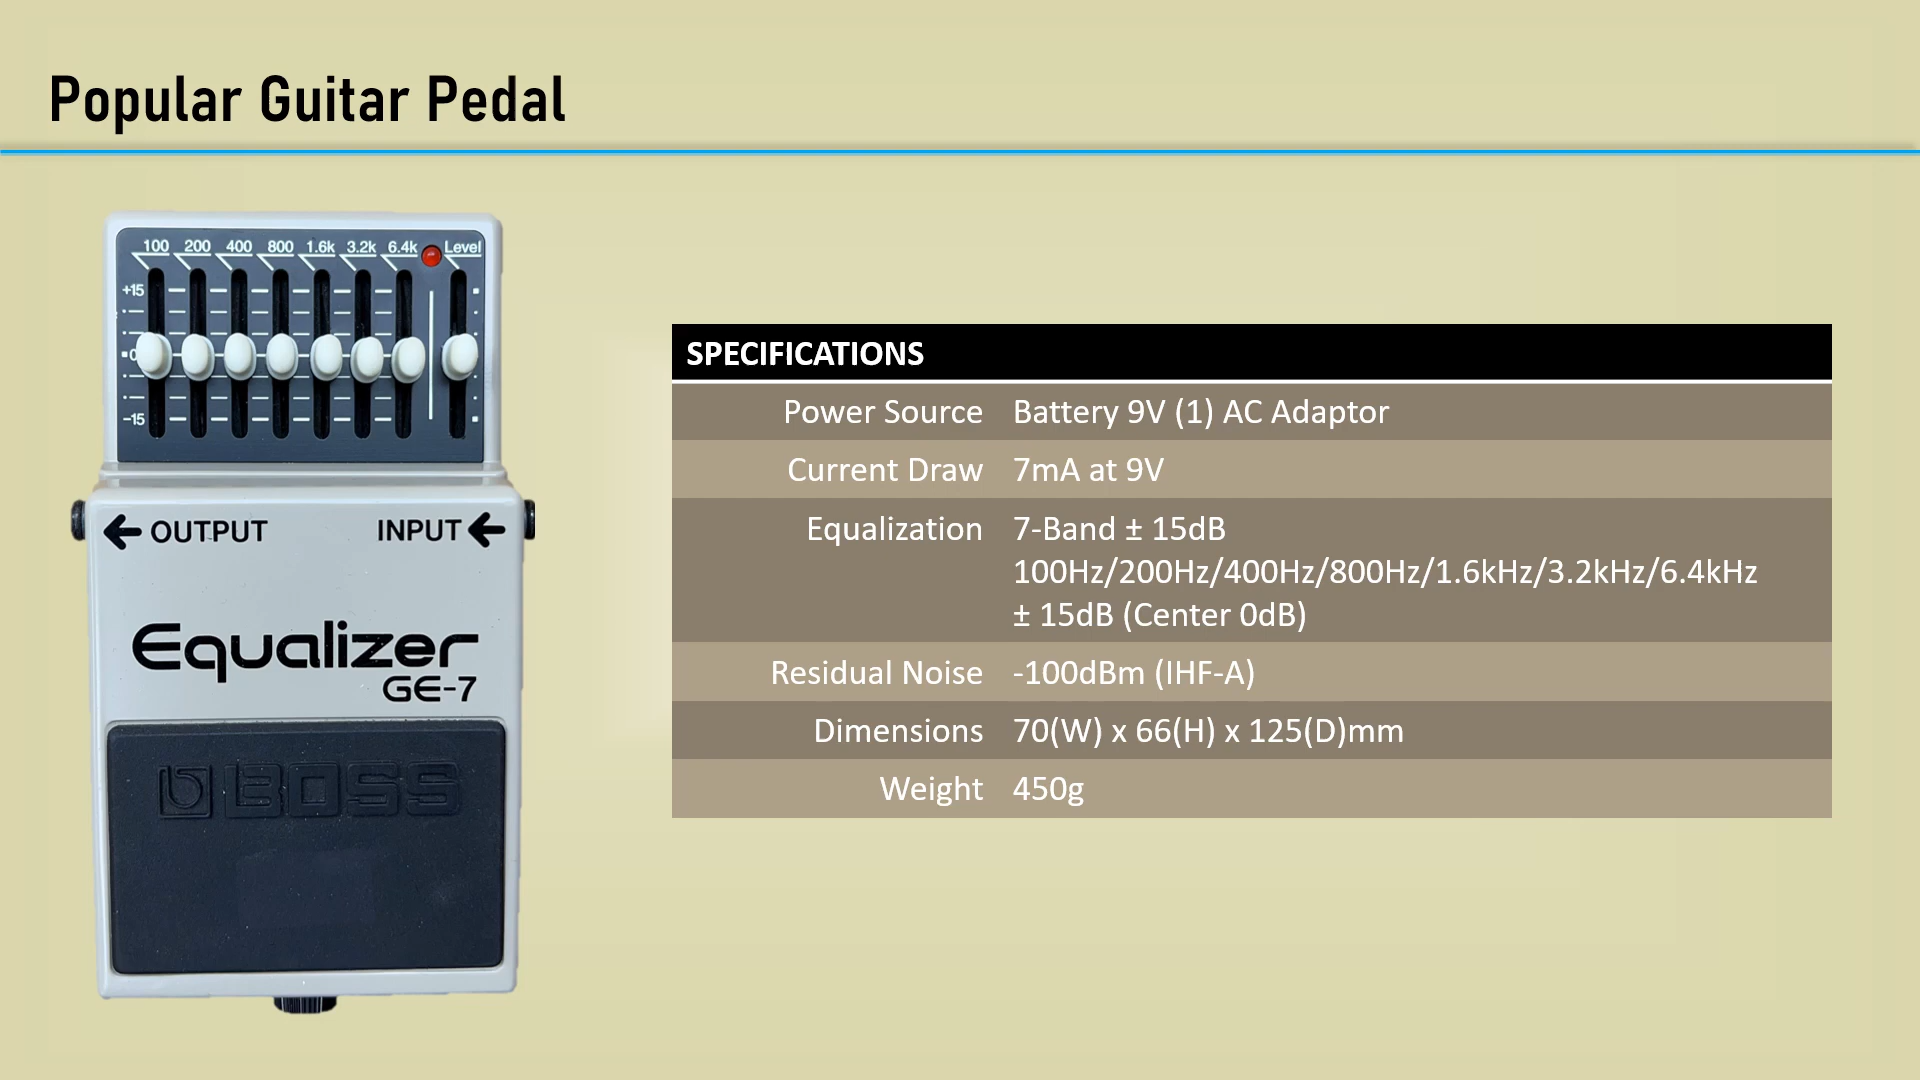 Popular Guitar Pedal
100 200 400 800 1.6k 3.2k 6.4k Level
+15
0
-15
OUTPUT INPUT
Equalizer
GE-7
BOSS
SPECIFICATIONS
Power Source Battery 9V (1) AC Adaptor
Current Draw 7mA at 9V
Equalization 7-Band ± 15dB
100Hz/200Hz/400Hz/800Hz/1.6kHz/3.2kHz/6.4kHz
± 15dB (Center 0dB)
Residual Noise -100dBm (IHF-A)
Dimensions 70(W) x 66(H) x 125(D)mm
Weight 450g